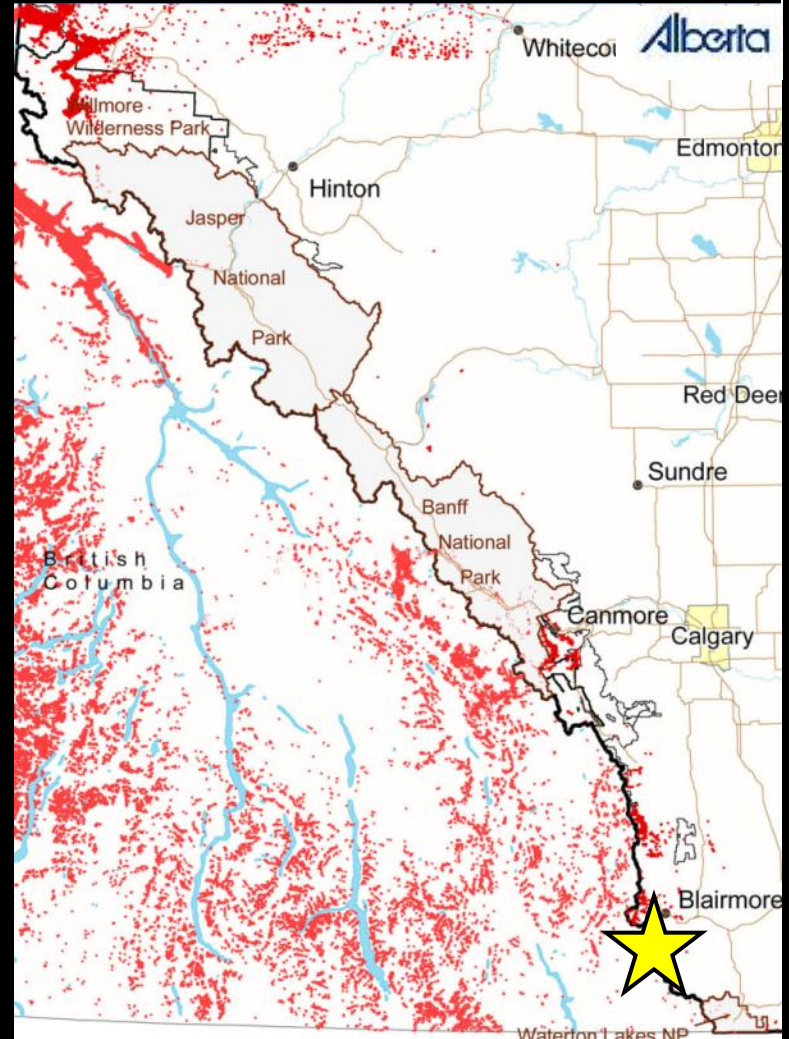 Alberta
Whitecou
Willmore
Wilderness Park
Edmonton
Hinton
Jasper
National
Park
Red Deer
Sundre
Banff
National
Park
British
Columbia
Canmore
Calgary
Blairmore
Waterton Lakes NP